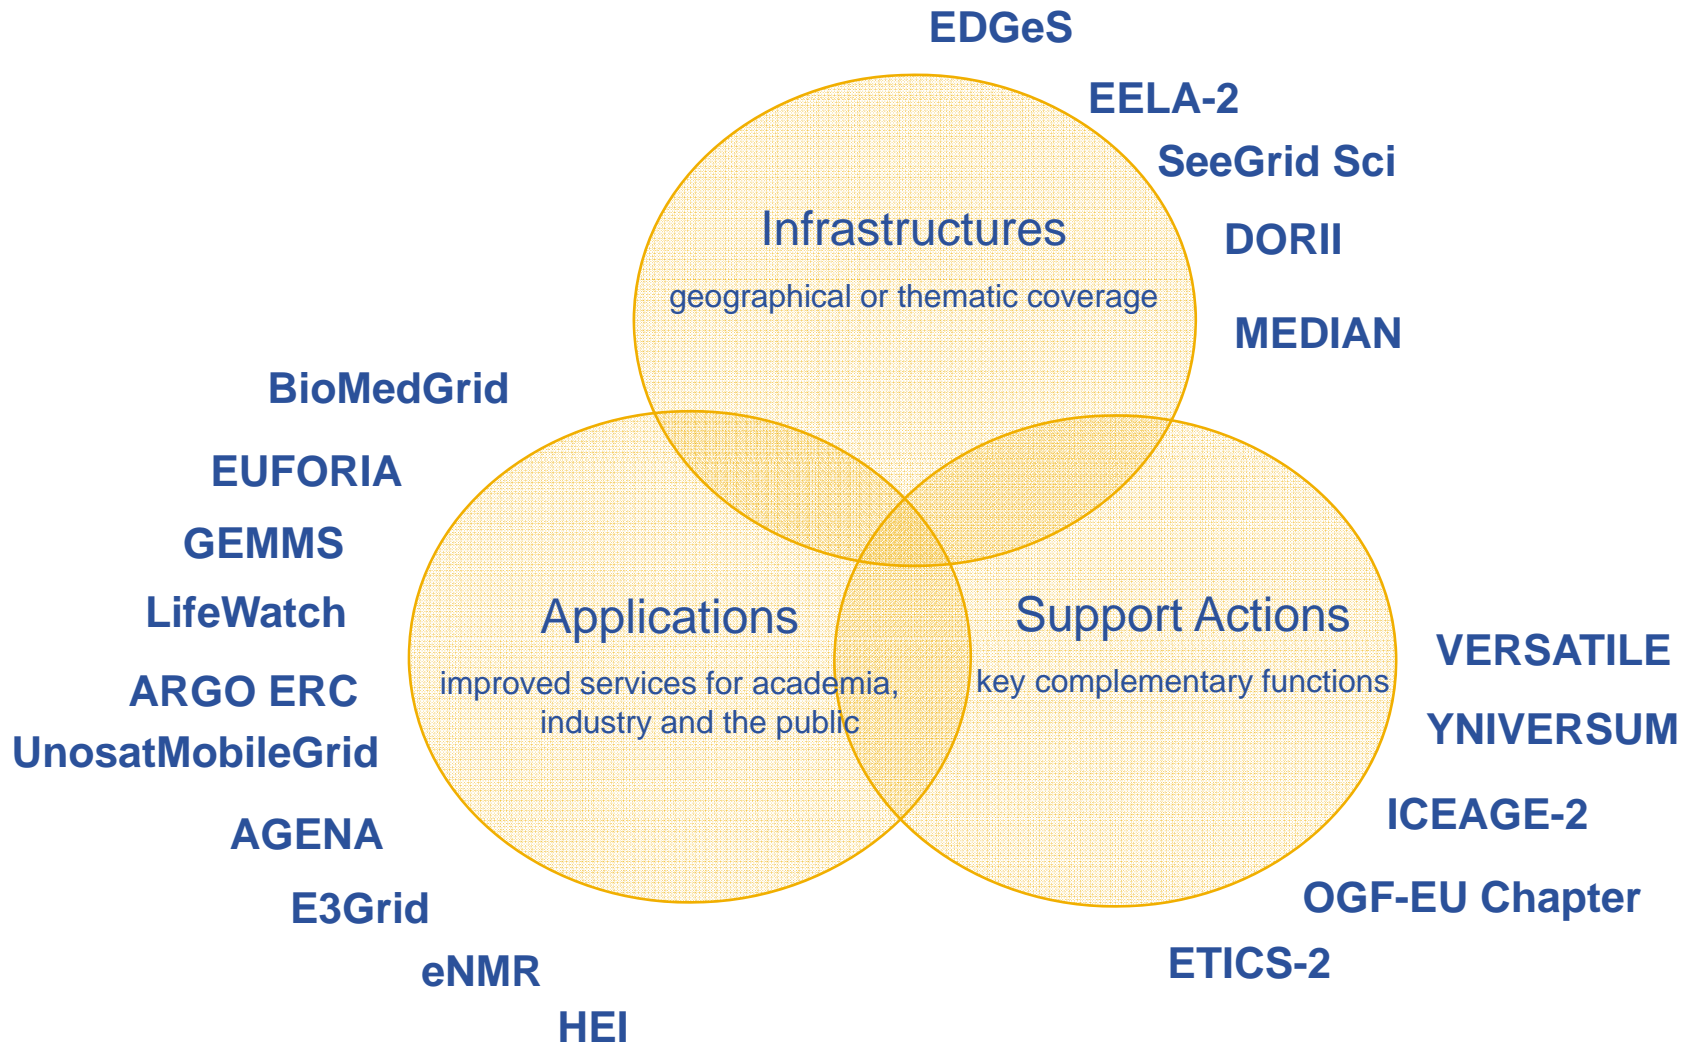 EDGeS
EELA-2
SeeGrid Sci
Infrastructures
DORII
geographical or thematic coverage
MEDIAN
BioMedGrid
EUFORIA
GEMMS
LifeWatch
Applications
ARGO ERC
improved services for academia,
industry and the public
UnosatMobileGrid
AGENA
E3Grid
eNMR
HEI
Support Actions
key complementary functions
VERSATILE
YNIVERSUM
ICEAGE-2
OGF-EU Chapter
ETICS-2